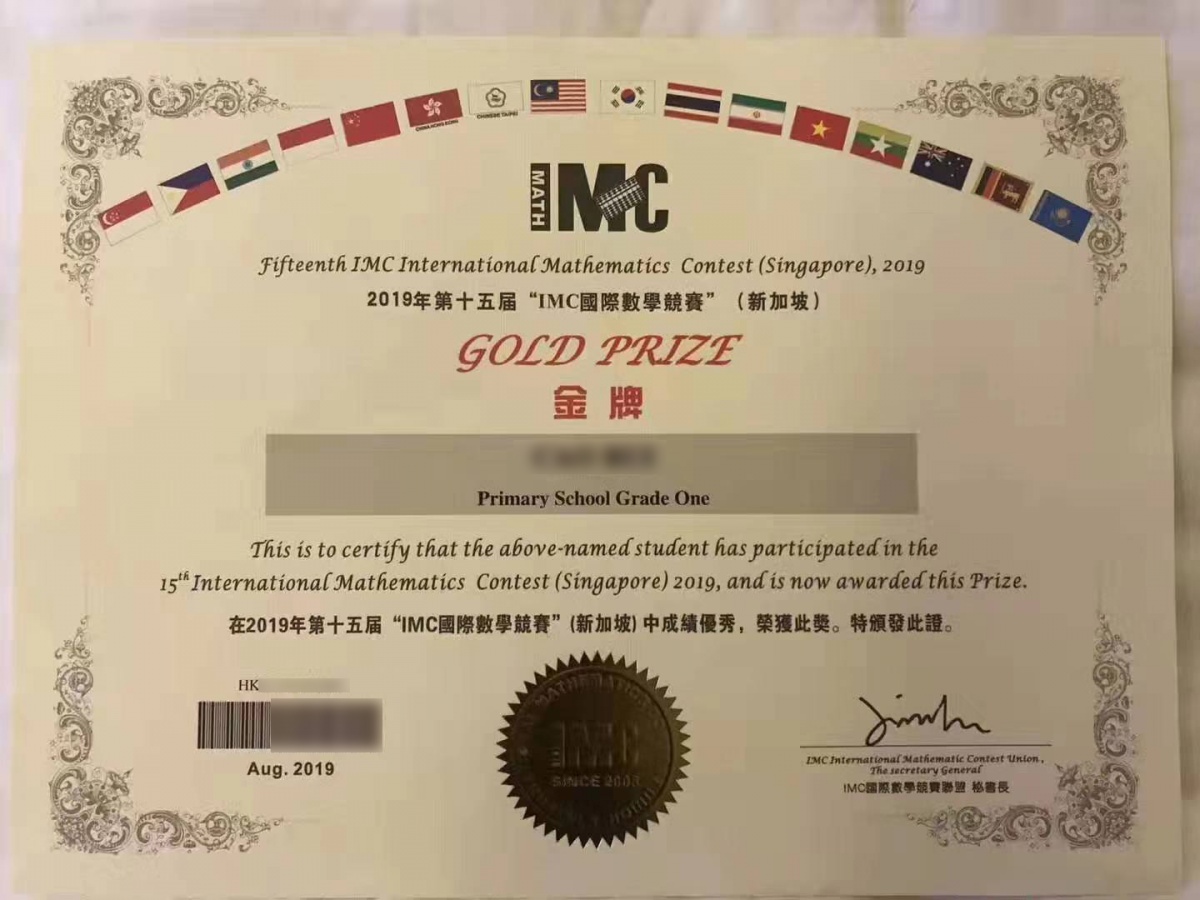 CHINA HONG KONG
CHINESE TAIPEI
MATH IMC
Fifteenth IMC International Mathematics Contest (Singapore), 2019
2019年第十五届“IMC國際數學競賽”（新加坡）
GOLD PRIZE
金牌
Primary School Grade One
This is to certify that the above-named student has participated in the
15th International Mathematics Contest (Singapore) 2019, and is now awarded this Prize.
在2019年第十五届“IMC國際數學競賽”(新加坡)中成績優秀，榮獲此獎。特頒發此證。
HK
Aug. 2019
IMC
SINCE 2005
IMC International Mathematic Contest Union,
The secretary General
IMC國際數學競賽聯盟 秘書長